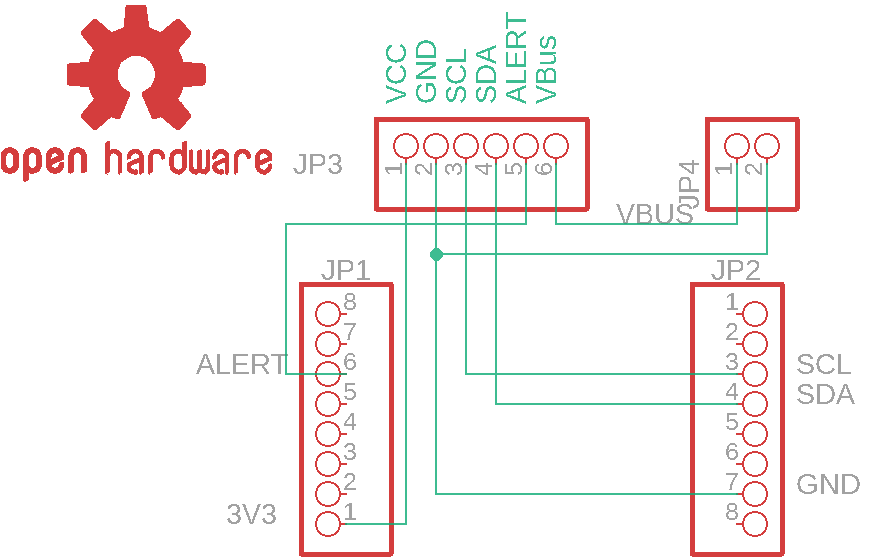 open hardware
VCC
GND
SCL
SDA
ALERT
VBus
JP3
1 2 3 4 5 6
JP4
1 2
VBUS
JP1
8
7
6
5
4
3
2
1
ALERT
3V3
JP2
1
2
3
4
5
6
7
8
SCL
SDA
GND